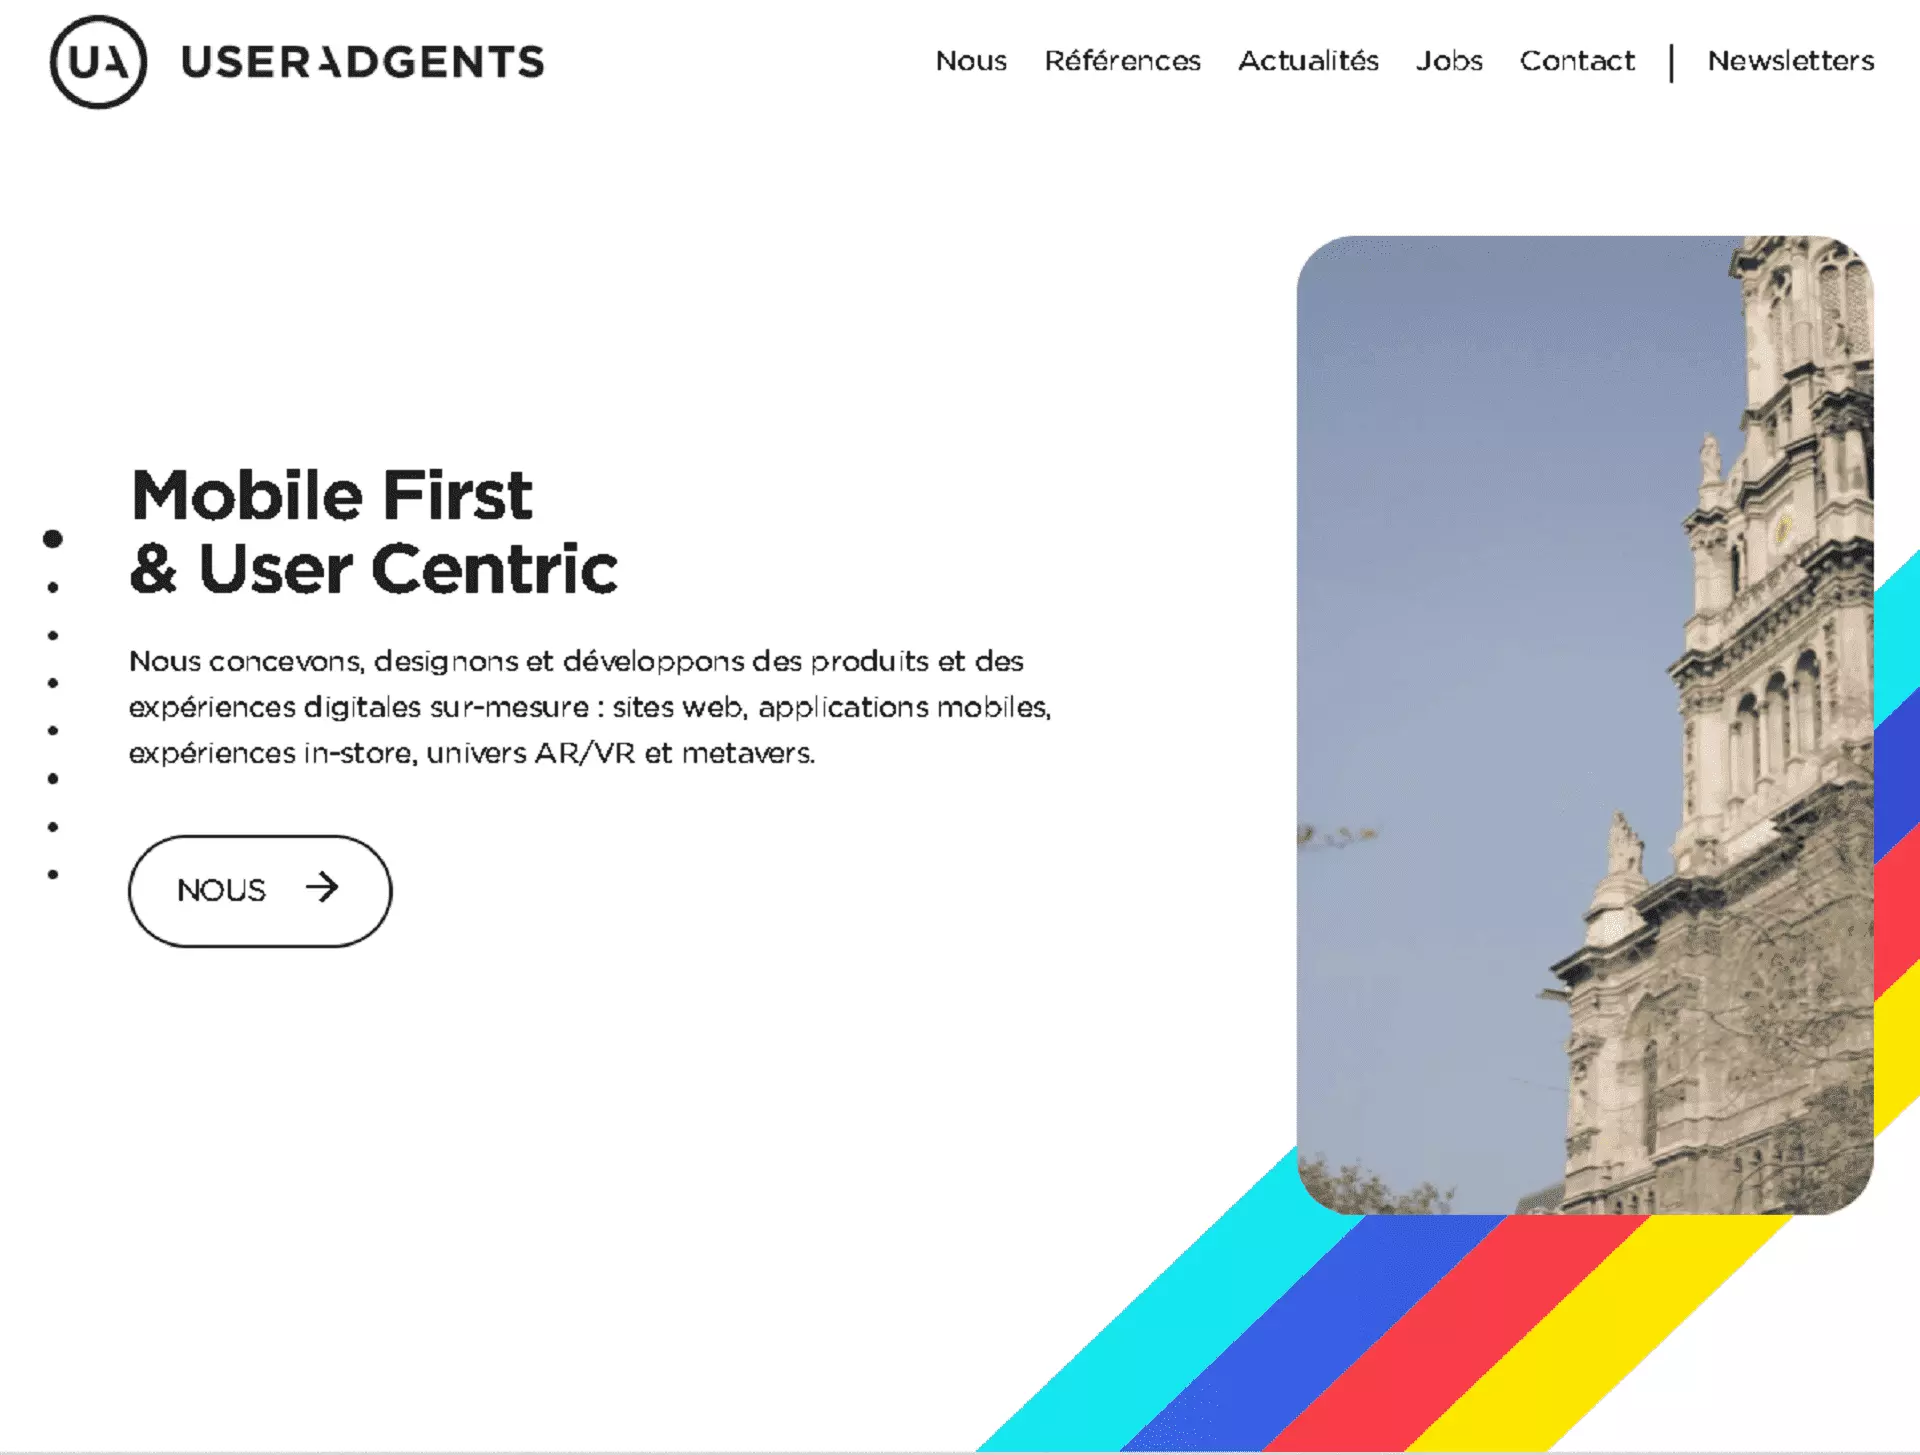 UA USERADGENTS
Nous Références Actualités Jobs Contact | Newsletters
Mobile First
& User Centric
Nous concevons, designons et développons des produits et des
expériences digitales sur-mesure : sites web, applications mobiles,
expériences in-store, univers AR/VR et metavers.
NOUS →